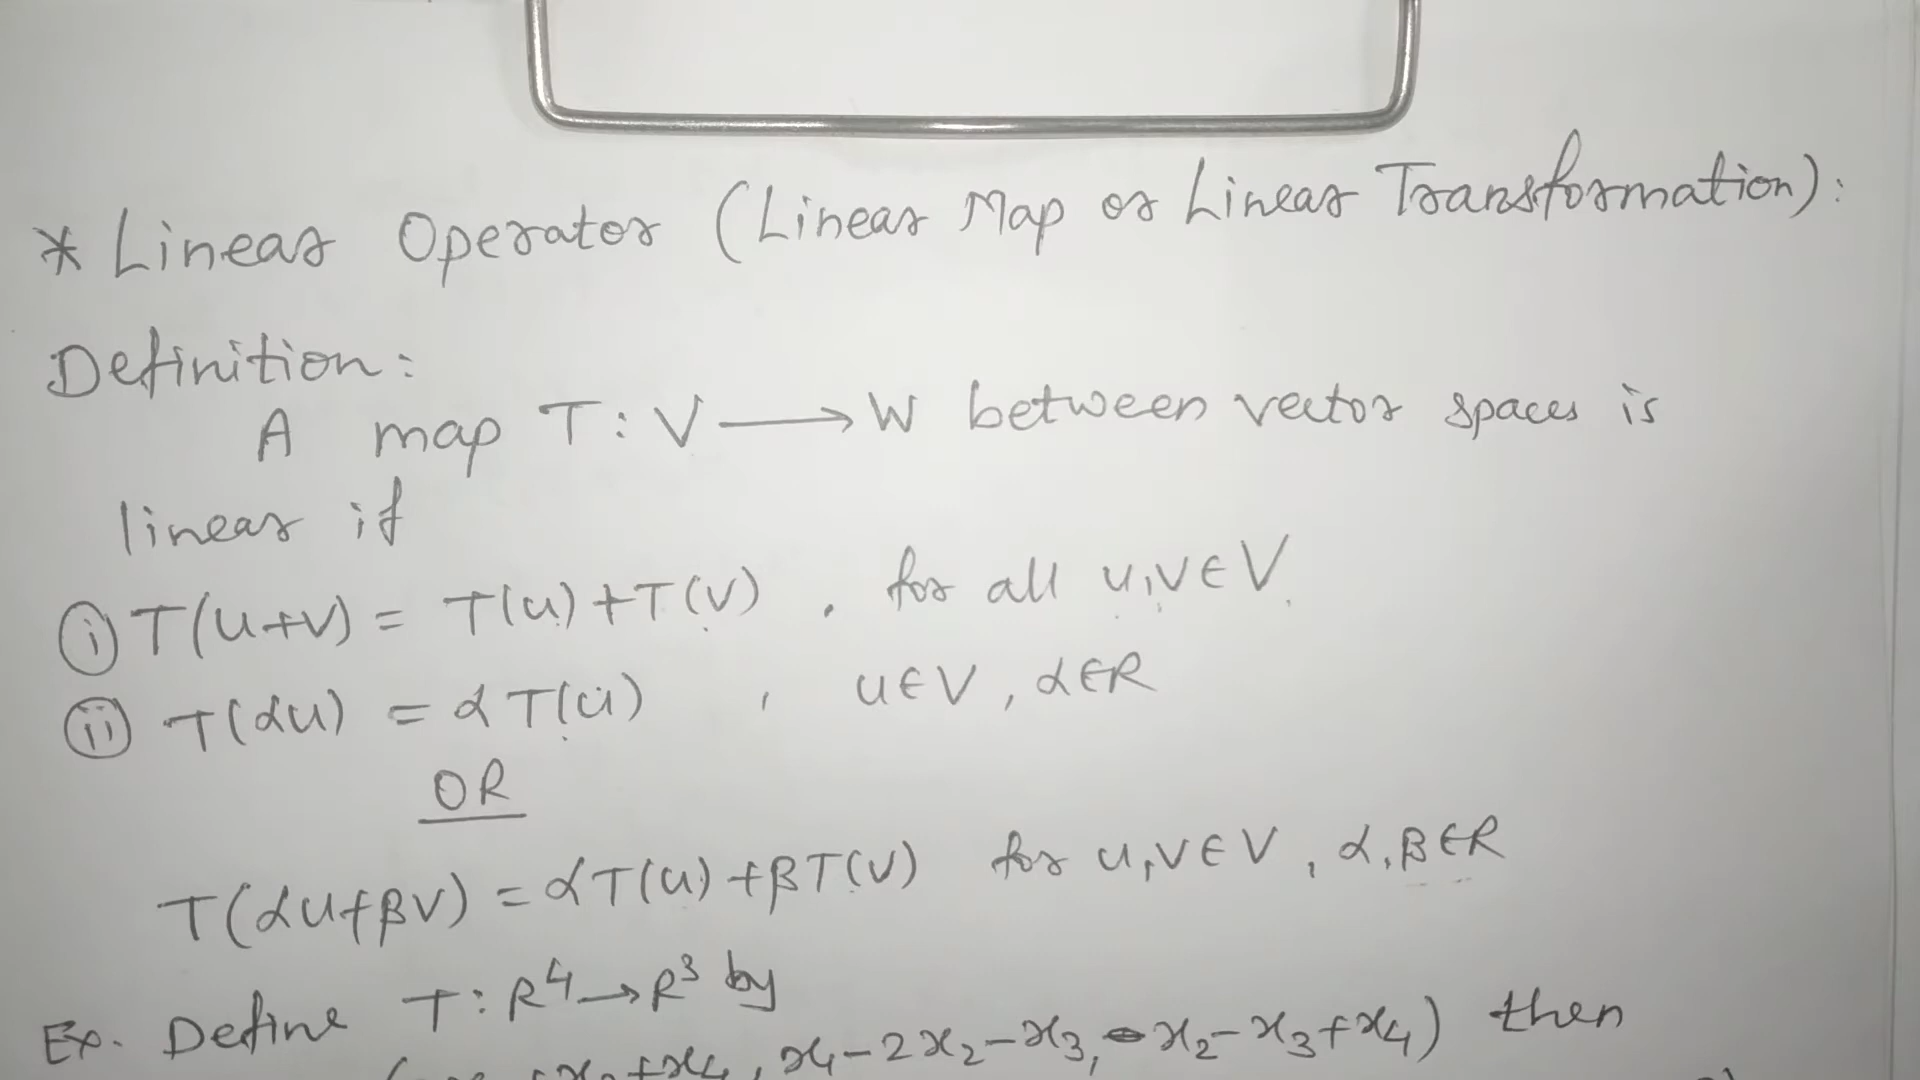 * Linear Operator (Linear Map or Linear Transformation):
Definition:
A map T: V ⟶ W between vector spaces is
linear if
(i) T(u+v) = T(u)+T(v) , for all u,v∈V.
(ii) T(αu) = αT(u) , u∈V, α∈R
OR
T(αu+βv) = αT(u)+βT(v) for u,v∈V, α,β∈R
Ex. Define T: R⁴→R³ by
+x₄, x₁-2x₂-x₃, -x₂-x₃+x₄) then